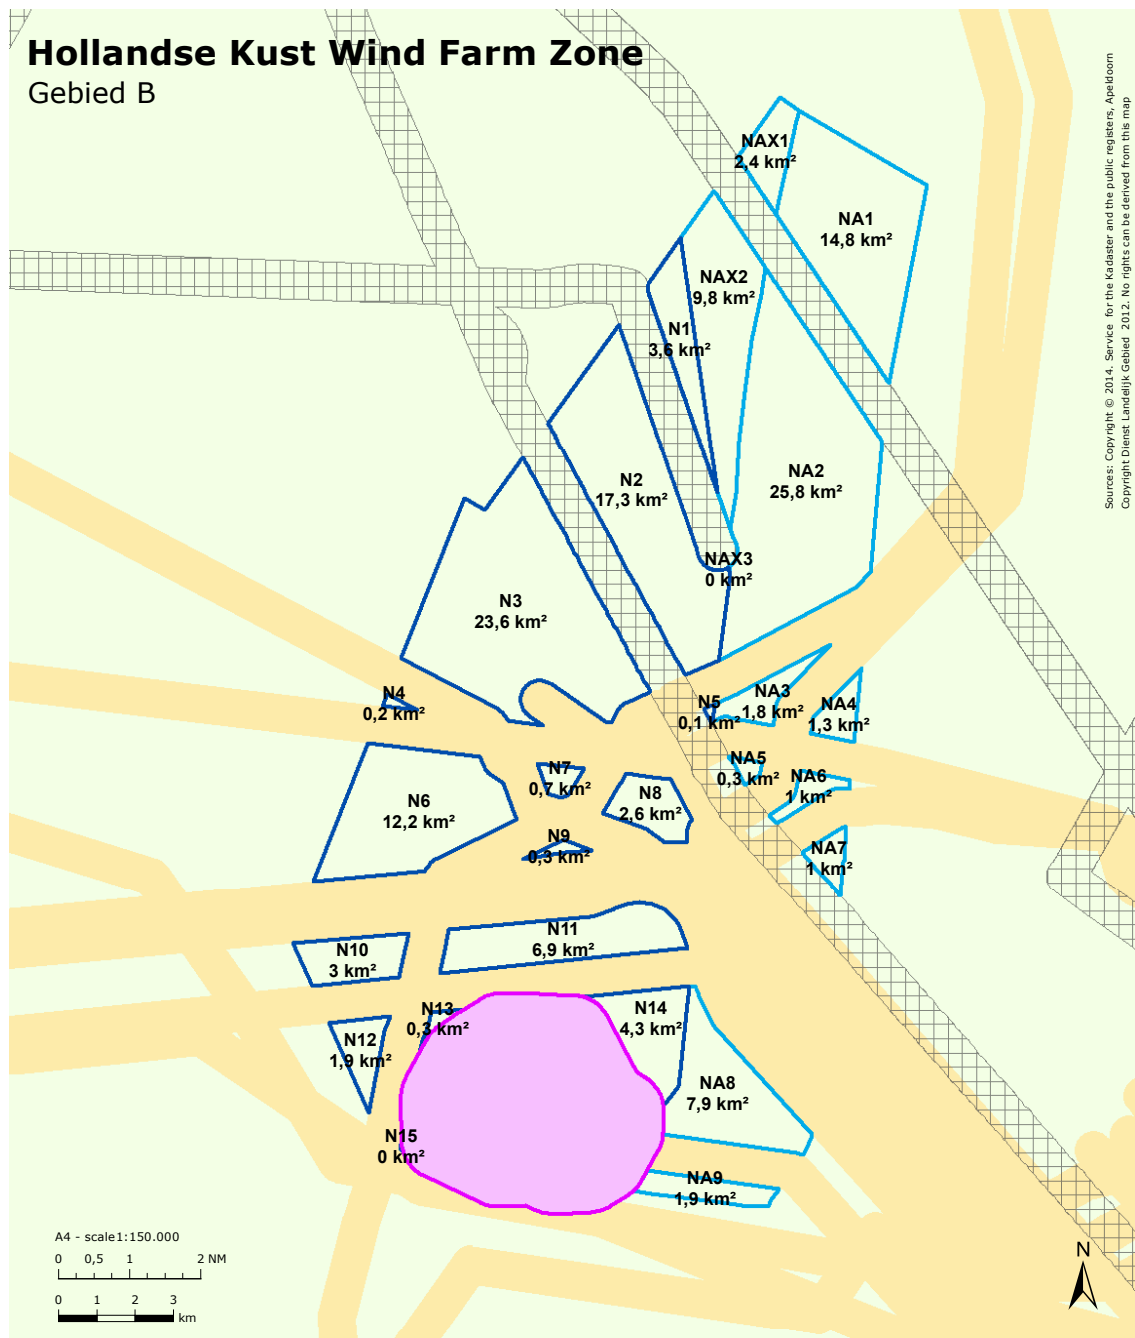 Hollandse Kust Wind Farm Zone
Gebied B
Sources: Copyright © 2014. Service for the Kadaster and the public registers, Apeldoorn
Copyright Dienst Landelijk Gebied 2012. No rights can be derived from this map
NAX1
2,4 km²
NA1
14,8 km²
NAX2
9,8 km²
N1
3,6 km²
NA2
25,8 km²
N2
17,3 km²
NAX3
0 km²
N3
23,6 km²
N4
0,2 km²
N5
0,1 km²
NA3
1,8 km²
NA4
1,3 km²
NA5
0,3 km²
NA6
1 km²
N7
0,7 km²
N8
2,6 km²
N6
12,2 km²
N9
0,3 km²
NA7
1 km²
N10
3 km²
N11
6,9 km²
N13
0,3 km²
N14
4,3 km²
N12
1,9 km²
NA8
7,9 km²
N15
0 km²
NA9
1,9 km²
A4 - scale1:150.000
0 0,5 1 2 NM
0 1 2 3
km
N